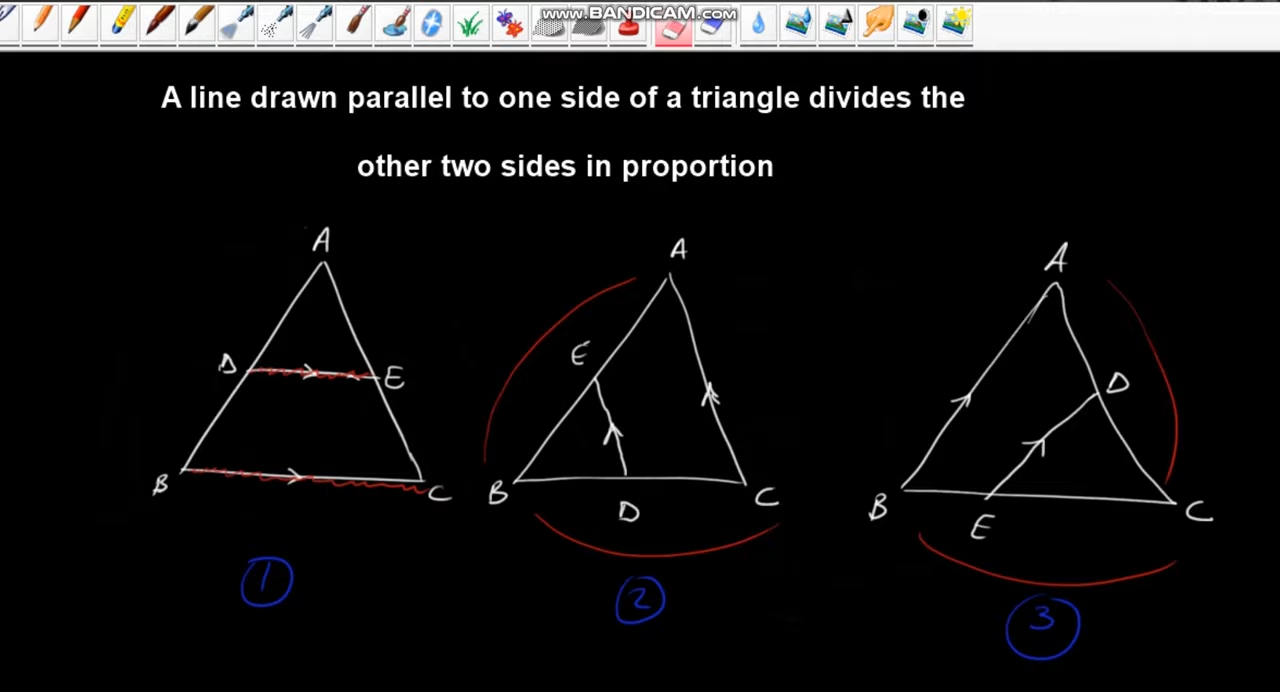 www.BANDICAM.com
A line drawn parallel to one side of a triangle divides the
other two sides in proportion
A
D
E
B
C
1
A
E
B
D
C
2
A
D
B
E
C
3